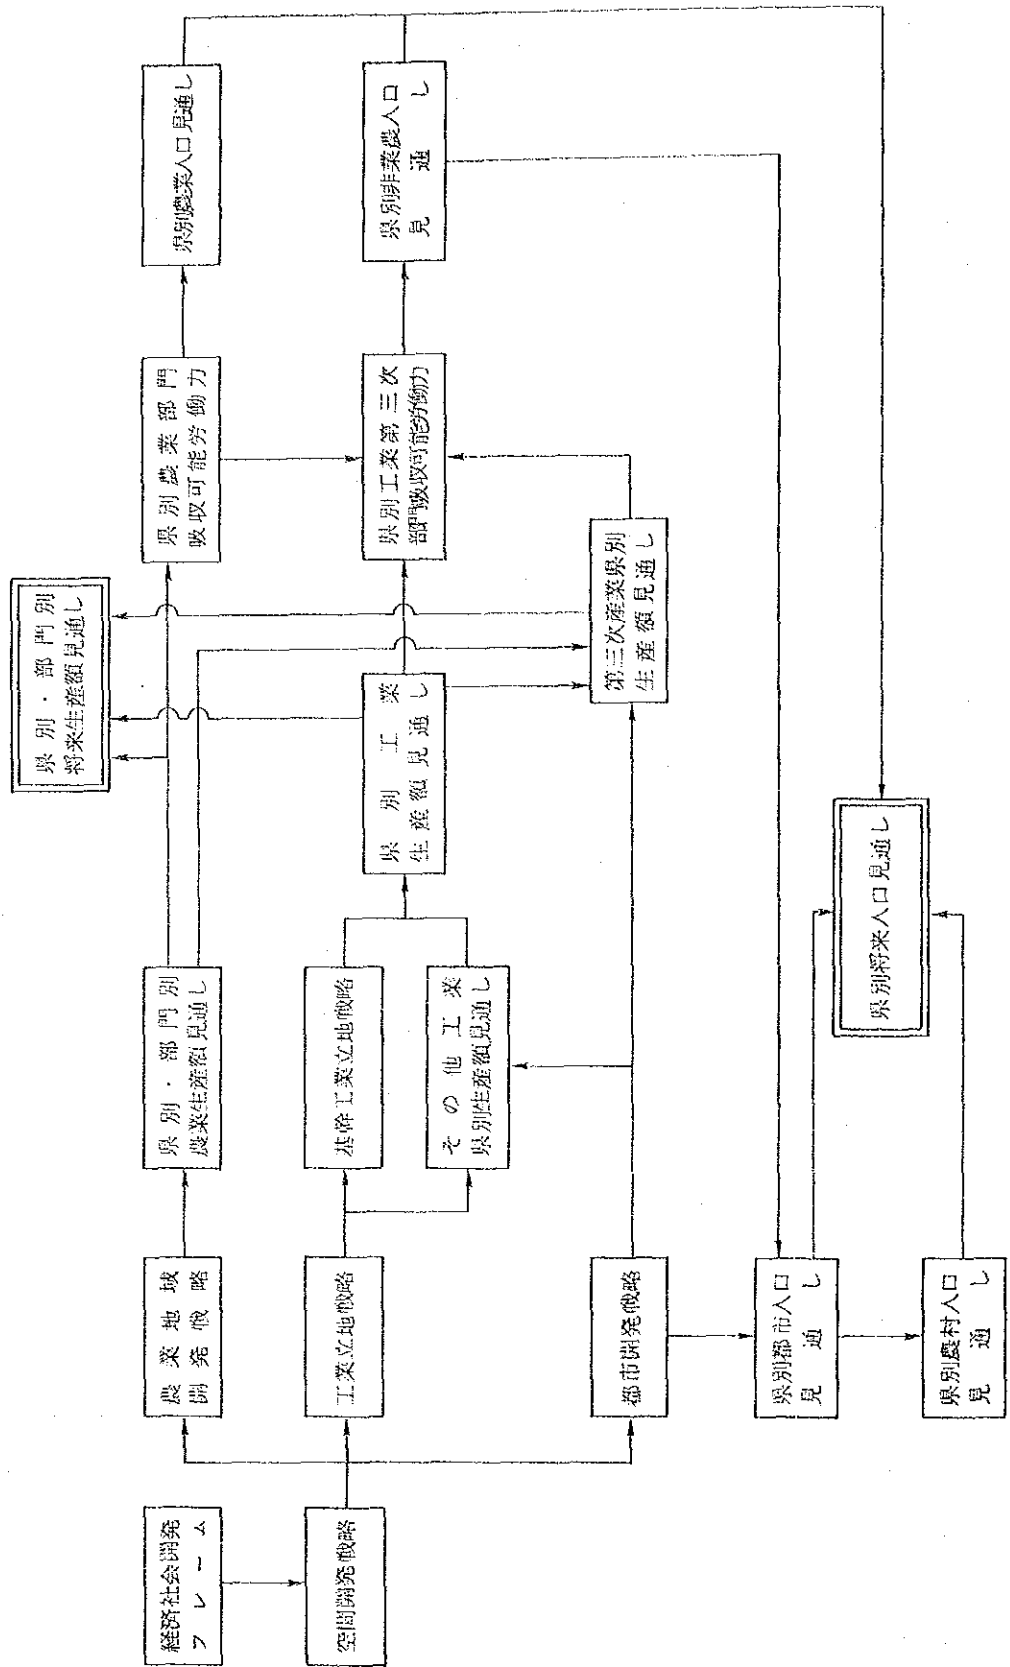 経済社会開発
フレーム
空間開発戦略
農業地域
開発戦略
工業立地戦略
都市開発戦略
県別都市人口
見通し
県別農村人口
見通し
県別・部門別
農業生産額見通し
基幹工業立地戦略
その他工業
県別生産額見通し
県別将来人口見通し
県別・部門別
将来生産額見通し
県別工業
生産額見通し
第三次産業県別
生産額見通し
県別農業部門
吸収可能労働力
県別工業第三次
部門吸収可能労働力
県別農業人口見通し
県別非業農人口
見通し